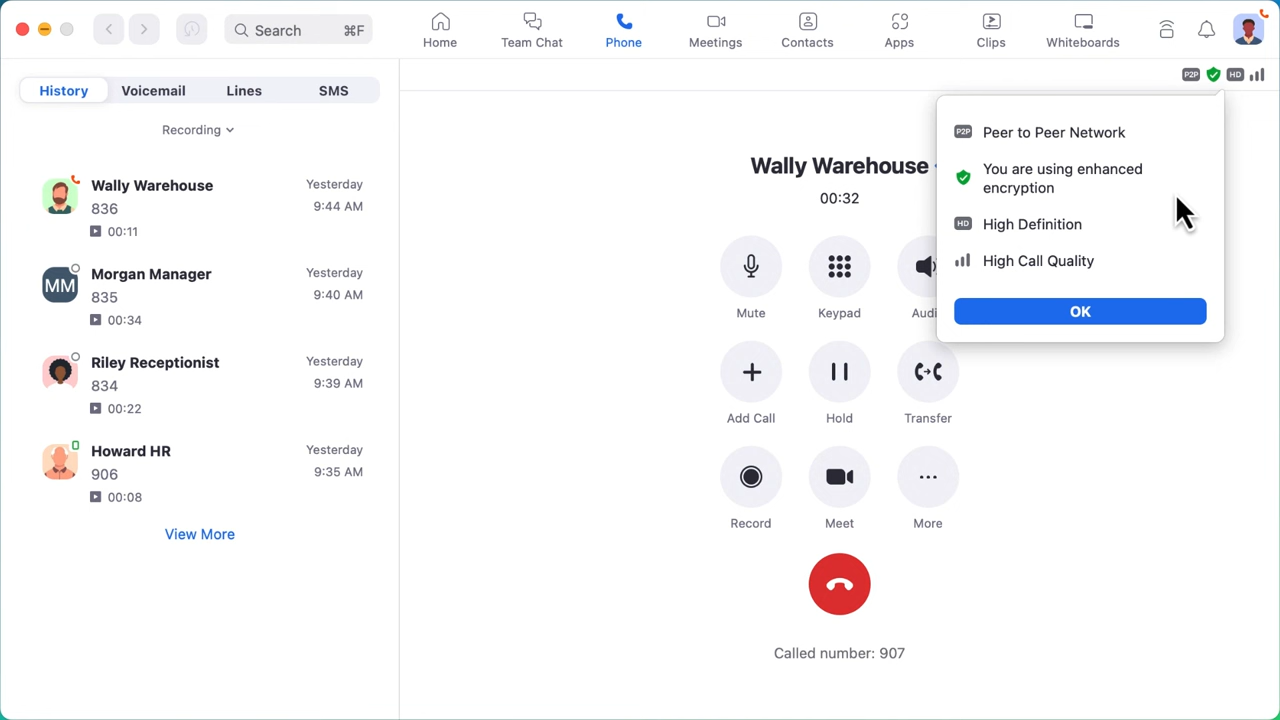 Search ⌘F
Home
Team Chat
Phone
Meetings
Contacts
Apps
Clips
Whiteboards
History Voicemail Lines SMS
Recording
Wally Warehouse Yesterday
836 9:44 AM
00:11
MM
Morgan Manager Yesterday
835 9:40 AM
00:34
Riley Receptionist Yesterday
834 9:39 AM
00:22
Howard HR Yesterday
906 9:35 AM
00:08
View More
P2P HD
Wally Warehouse
00:32
Mute Keypad Audi
Add Call Hold Transfer
Record Meet More
Called number: 907
P2P Peer to Peer Network
You are using enhanced
encryption
HD High Definition
High Call Quality
OK